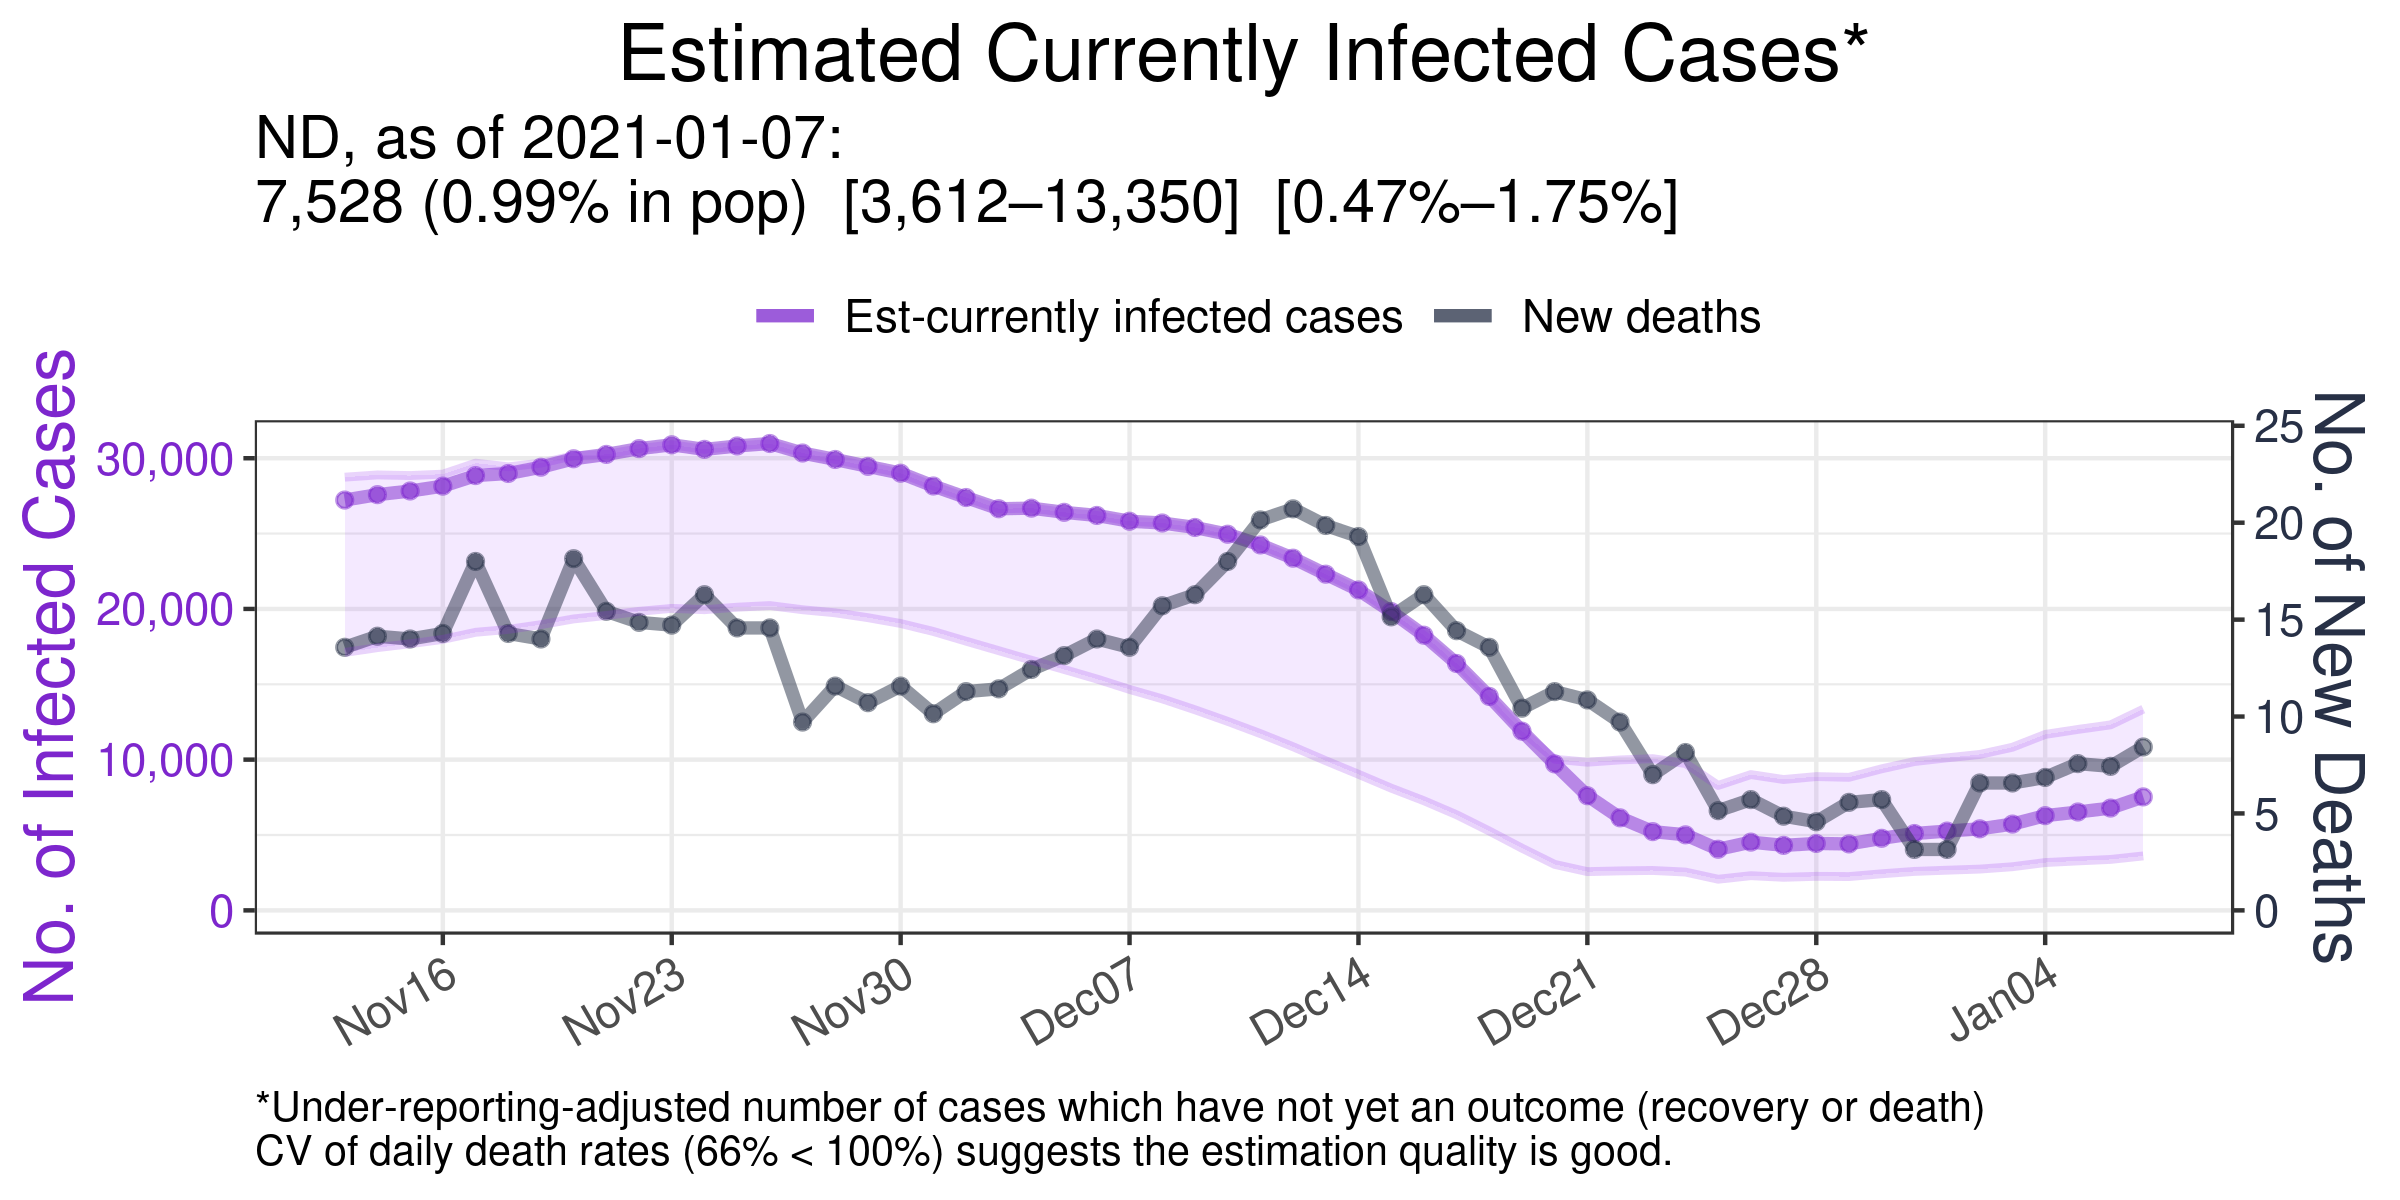 Estimated Currently Infected Cases*
ND, as of 2021-01-07:
7,528 (0.99% in pop)  [3,612–13,350]  [0.47%–1.75%]
Est-currently infected cases
New deaths
No. of Infected Cases
30,000
20,000
10,000
0
25
20
15
10
5
0
No. of New Deaths
Nov16
Nov23
Nov30
Dec07
Dec14
Dec21
Dec28
Jan04
*Under-reporting-adjusted number of cases which have not yet an outcome (recovery or death)
CV of daily death rates (66% < 100%) suggests the estimation quality is good.